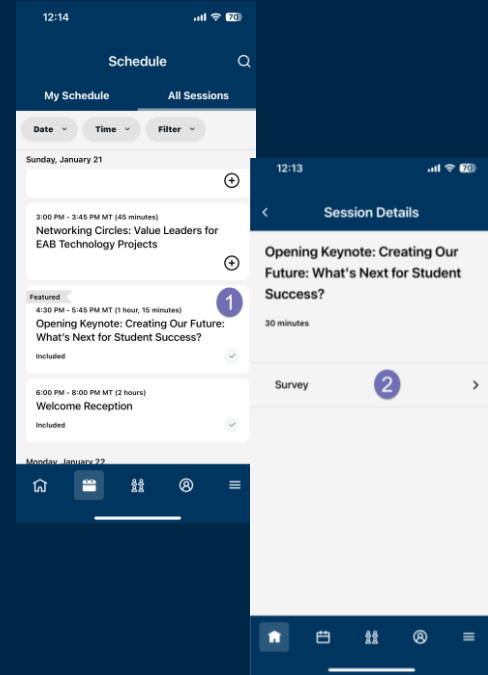 12:14
70
Schedule
My Schedule
All Sessions
Date
Time
Filter
Sunday, January 21
3:00 PM - 3:45 PM MT (45 minutes)
Networking Circles: Value Leaders for
EAB Technology Projects
Featured
4:30 PM - 5:45 PM MT (1 hour, 15 minutes)
1
Opening Keynote: Creating Our Future:
What's Next for Student Success?
Included
6:00 PM - 8:00 PM MT (2 hours)
Welcome Reception
Included
Monday, January 22
12:13
70
Session Details
Opening Keynote: Creating Our
Future: What's Next for Student
Success?
30 minutes
Survey
2